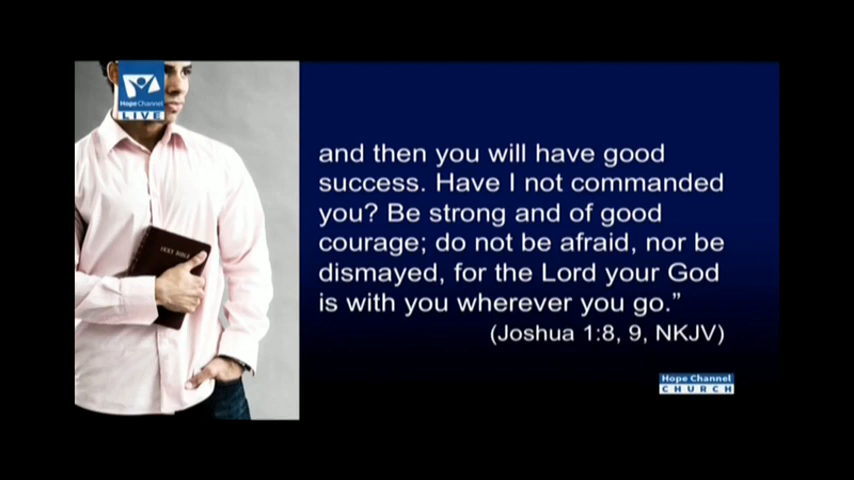 Hope Channel
LIVE
HOLY BIBLE
and then you will have good
success. Have I not commanded
you? Be strong and of good
courage; do not be afraid, nor be
dismayed, for the Lord your God
is with you wherever you go.”
(Joshua 1:8, 9, NKJV)
Hope Channel
CHURCH